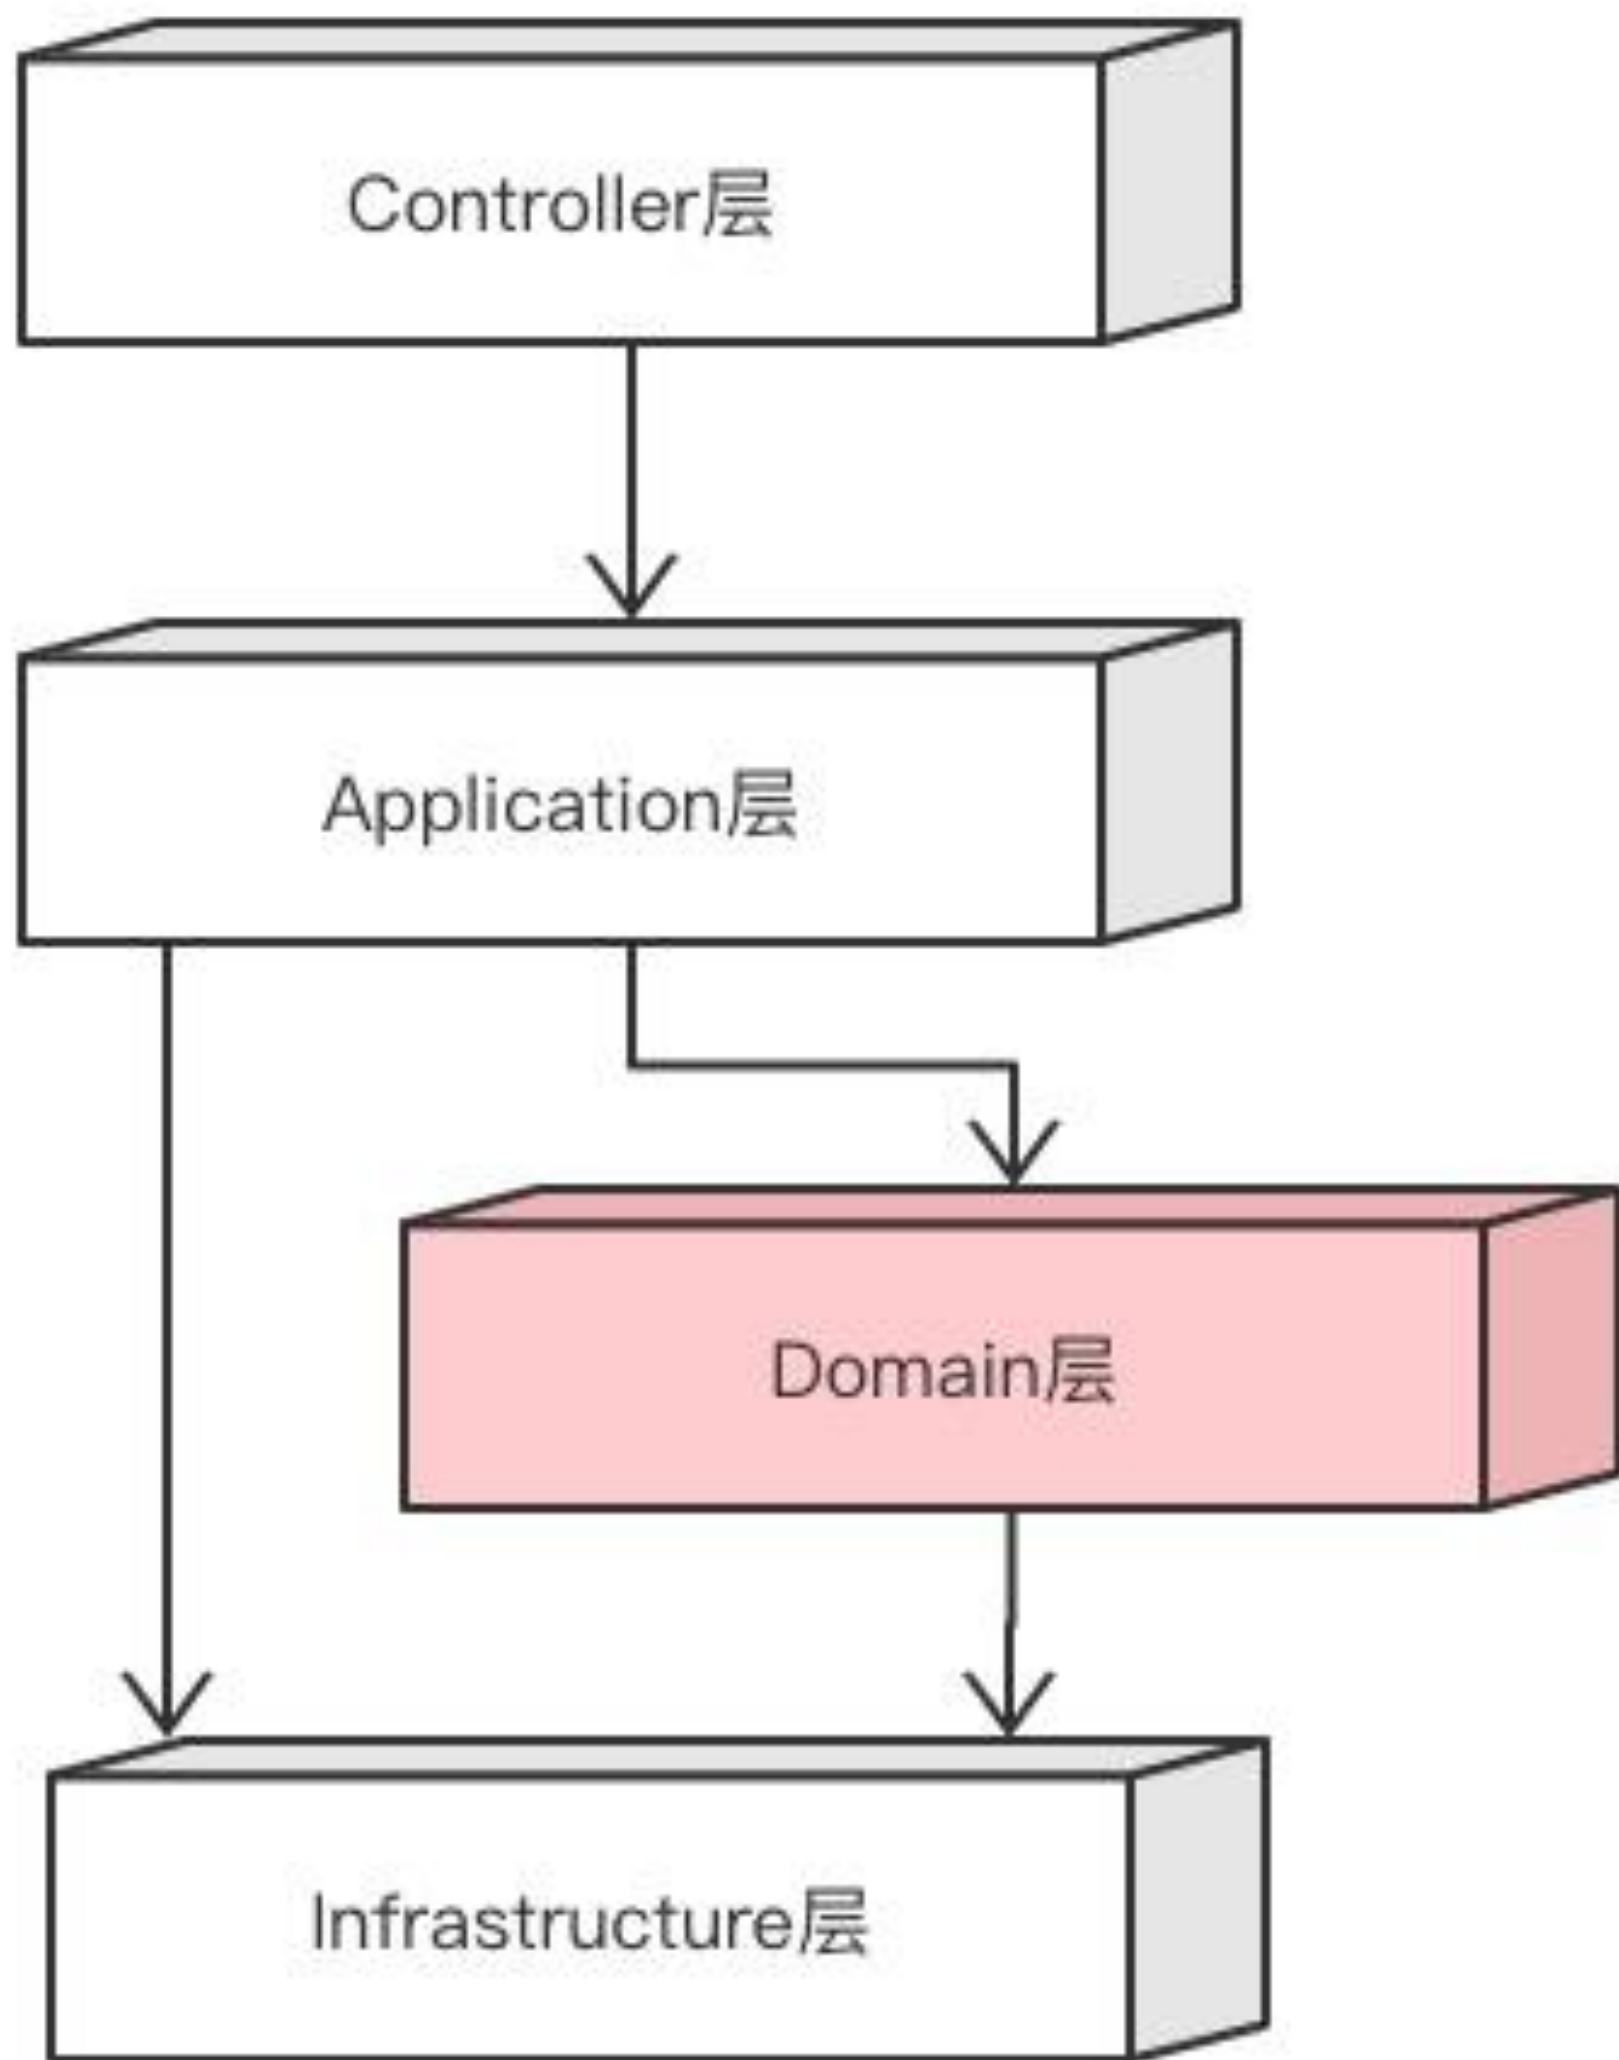 Controller层
Application层
Domain层
Infrastructure层